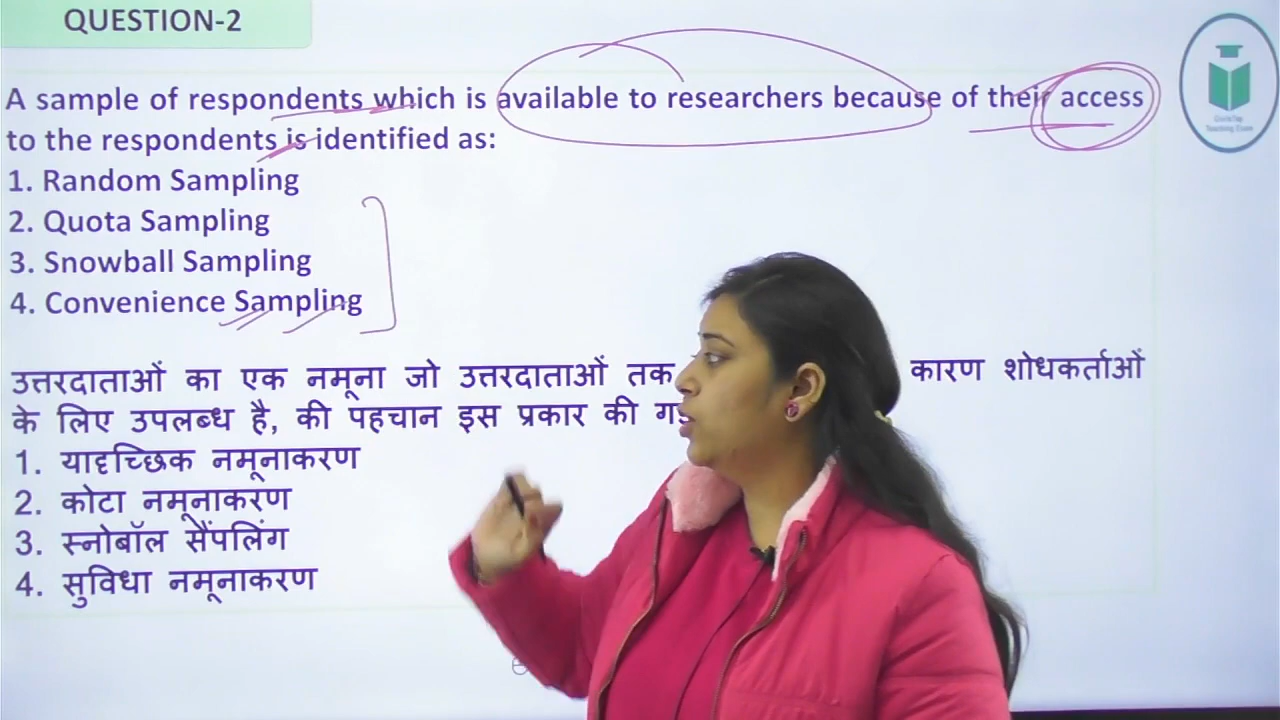 QUESTION-2
A sample of respondents which is available to researchers because of their access
to the respondents is identified as:
1. Random Sampling
2. Quota Sampling
3. Snowball Sampling
4. Convenience Sampling
उत्तरदाताओं का एक नमूना जो उत्तरदाताओं तक कारण शोधकर्ताओं
के लिए उपलब्ध है, की पहचान इस प्रकार की
1. यादृच्छिक नमूनाकरण
2. कोटा नमूनाकरण
3. स्नोबॉल सैंपलिंग
4. सुविधा नमूनाकरण